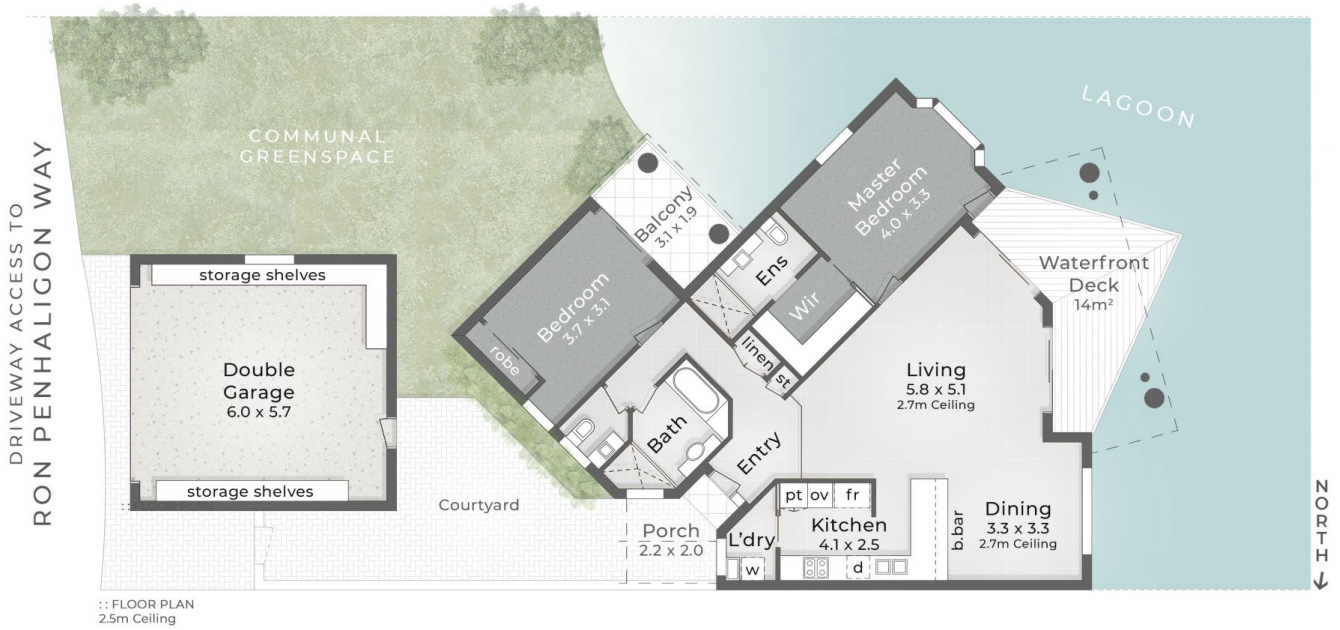 DRIVEWAY ACCESS TO
RON PENHALIGON WAY
COMMUNAL
GREENSPACE
LAGOON
storage shelves
Double
Garage
6.0 x 5.7
storage shelves
:: FLOOR PLAN
Courtyard
Balcony
3.1 x 1.9
Bedroom
3.7 x 3.1
robe
Master
Bedroom
4.0 x 3.3
Ens
Wir
linen
st
Bath
Entry
Porch
2.2 x 2.0
L'dry
w
pt
ov
fr
Kitchen
4.1 x 2.5
d
b.bar
Living
5.8 x 5.1
2.7m Ceiling
Dining
3.3 x 3.3
2.7m Ceiling
Waterfront
Deck
14m²
NORTH
:: FLOOR PLAN
2.5m Ceiling